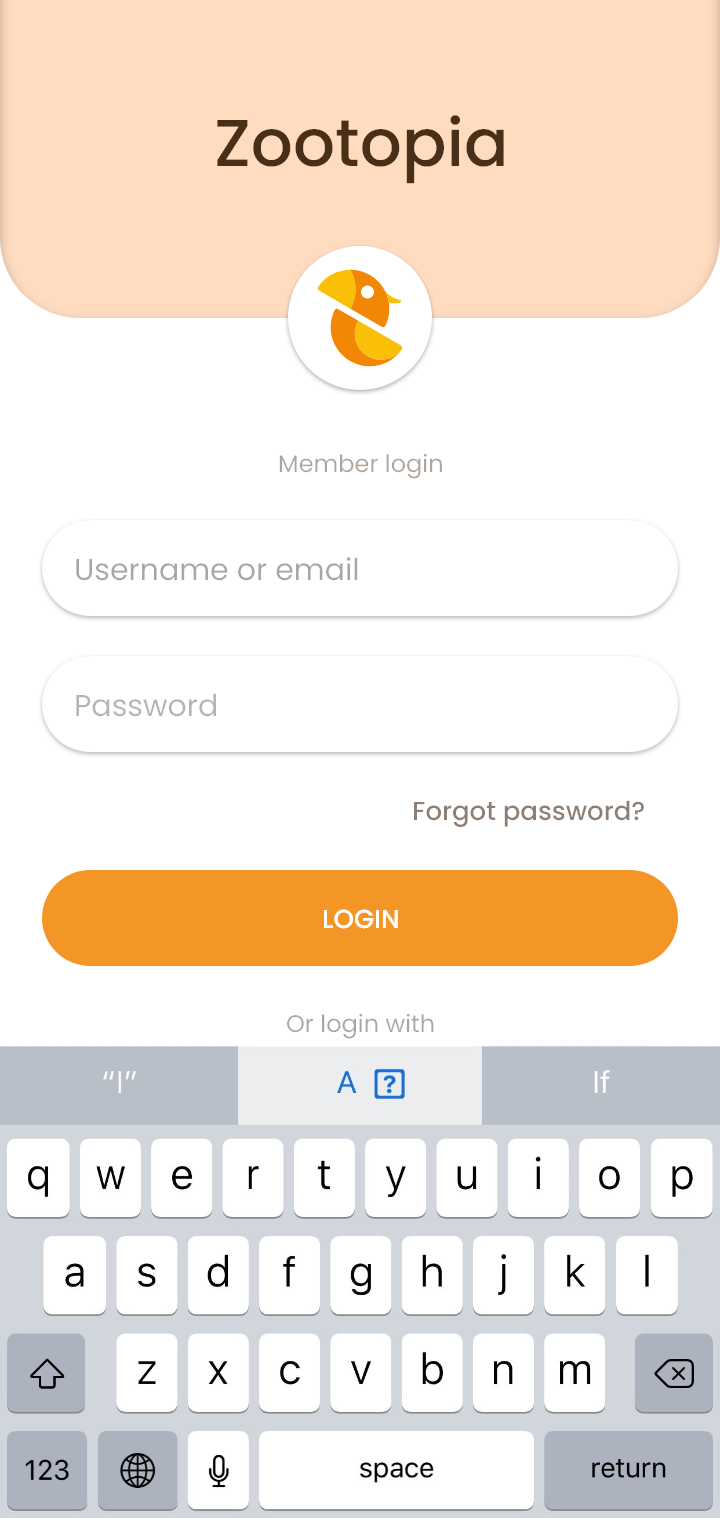 Zootopia
Member login
Username or email
Password
Forgot password?
LOGIN
Or login with
“I” A ? If
q w e r t y u i o p
a s d f g h j k l
z x c v b n m
123 space return